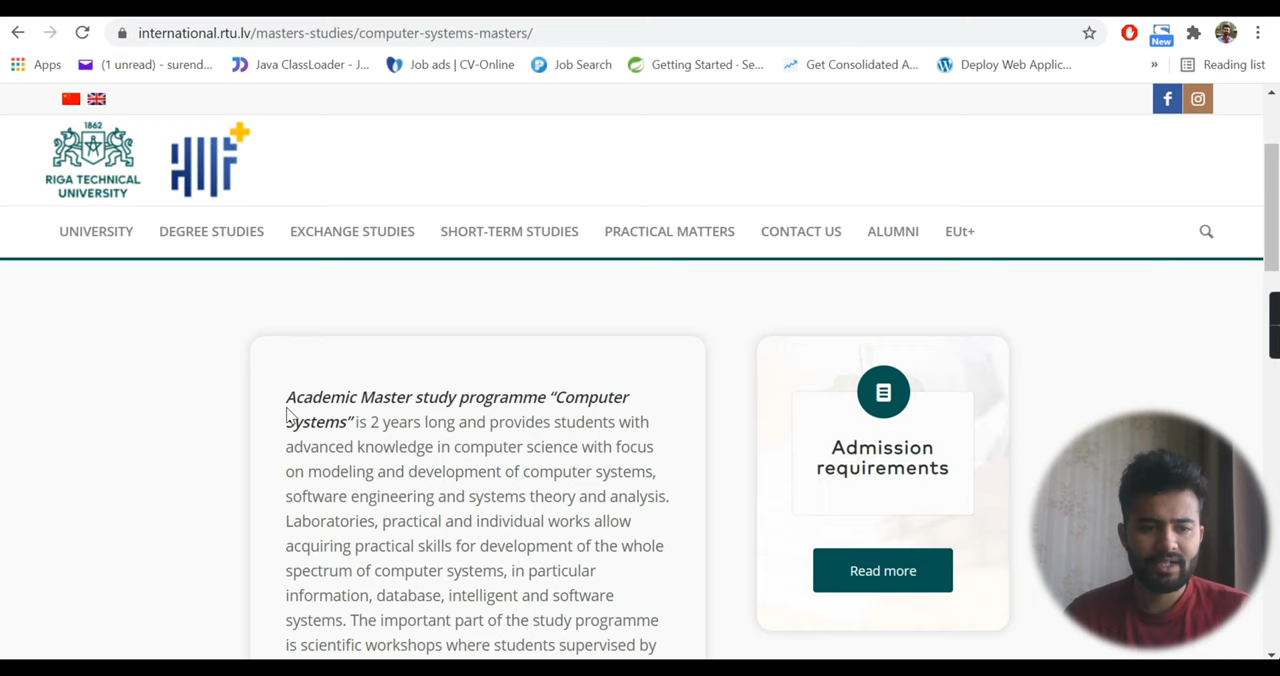 international.rtu.lv/masters-studies/computer-systems-masters/
New
Apps
(1 unread) - surend...
Java ClassLoader - J...
Job ads | CV-Online
Job Search
Getting Started · Se...
Get Consolidated A...
Deploy Web Applic...
»
Reading list
1862
RIGA TECHNICAL
UNIVERSITY
UNIVERSITY
DEGREE STUDIES
EXCHANGE STUDIES
SHORT-TERM STUDIES
PRACTICAL MATTERS
CONTACT US
ALUMNI
EUt+
Academic Master study programme “Computer
Systems” is 2 years long and provides students with
advanced knowledge in computer science with focus
on modeling and development of computer systems,
software engineering and systems theory and analysis.
Laboratories, practical and individual works allow
acquiring practical skills for development of the whole
spectrum of computer systems, in particular
information, database, intelligent and software
systems. The important part of the study programme
is scientific workshops where students supervised by
Admission
requirements
Read more